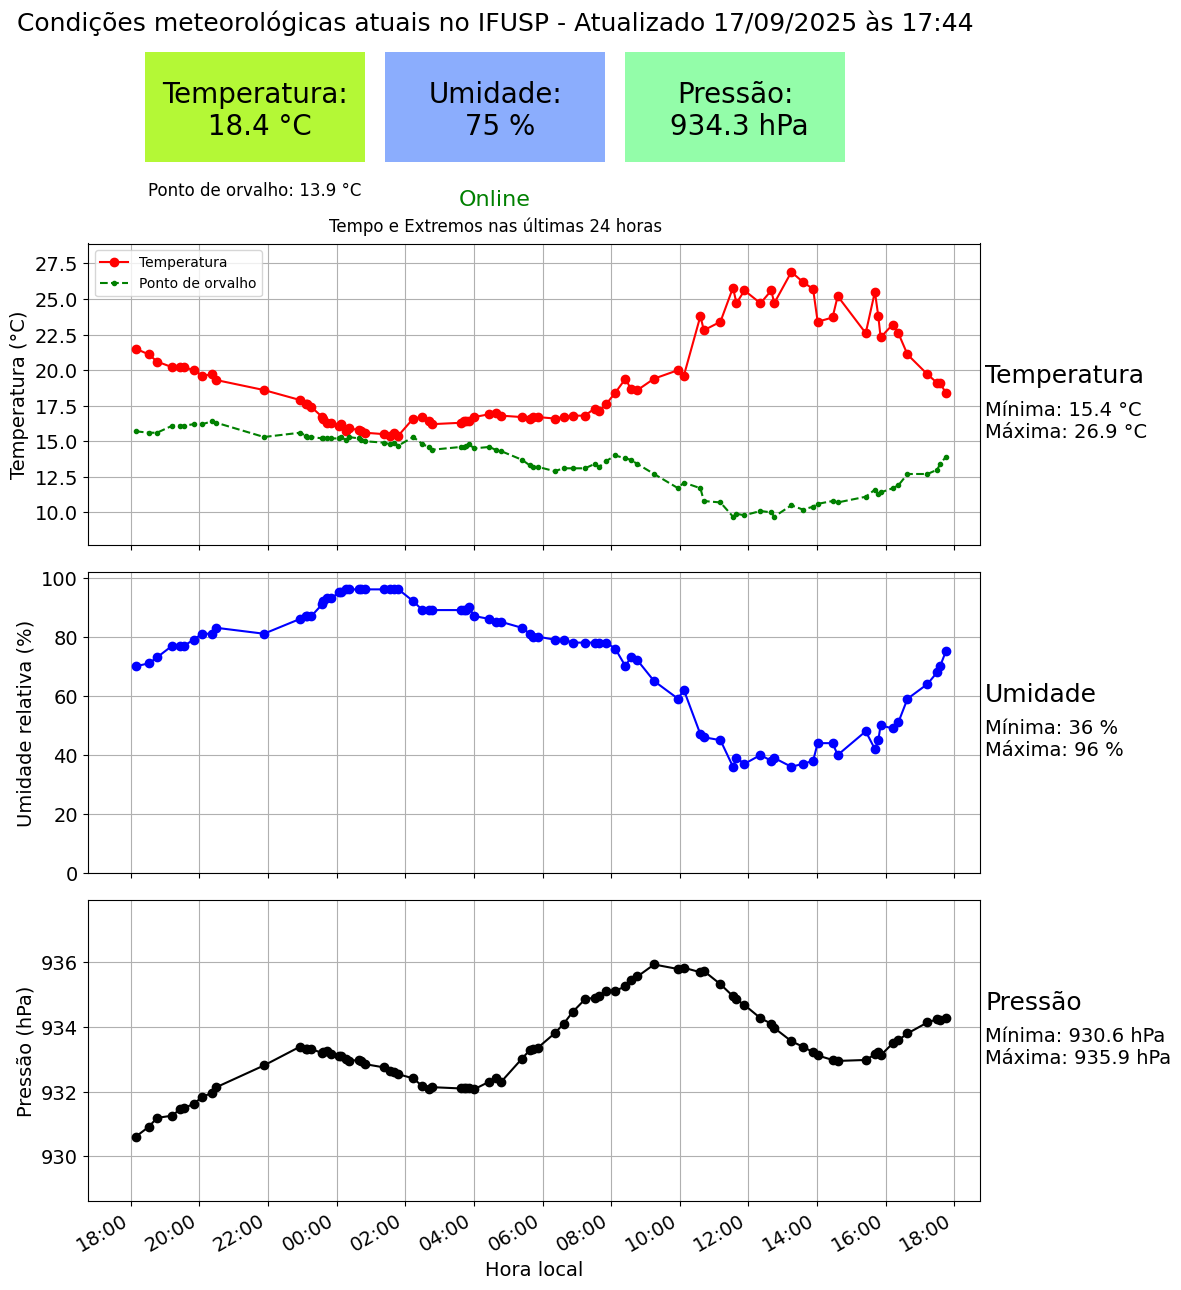 Condições meteorológicas atuais no IFUSP - Atualizado 17/09/2025 às 17:44
Temperatura:
18.4 °C
Umidade:
75 %
Pressão:
934.3 hPa
Ponto de orvalho: 13.9 °C
Online
Tempo e Extremos nas últimas 24 horas
Temperatura
Ponto de orvalho
Temperatura (°C)
27.5
25.0
22.5
20.0
17.5
15.0
12.5
10.0
Temperatura
Mínima: 15.4 °C
Máxima: 26.9 °C
Umidade relativa (%)
100
80
60
40
20
0
Umidade
Mínima: 36 %
Máxima: 96 %
Pressão (hPa)
936
934
932
930
Pressão
Mínima: 930.6 hPa
Máxima: 935.9 hPa
18:00
20:00
22:00
00:00
02:00
04:00
06:00
08:00
10:00
12:00
14:00
16:00
18:00
Hora local